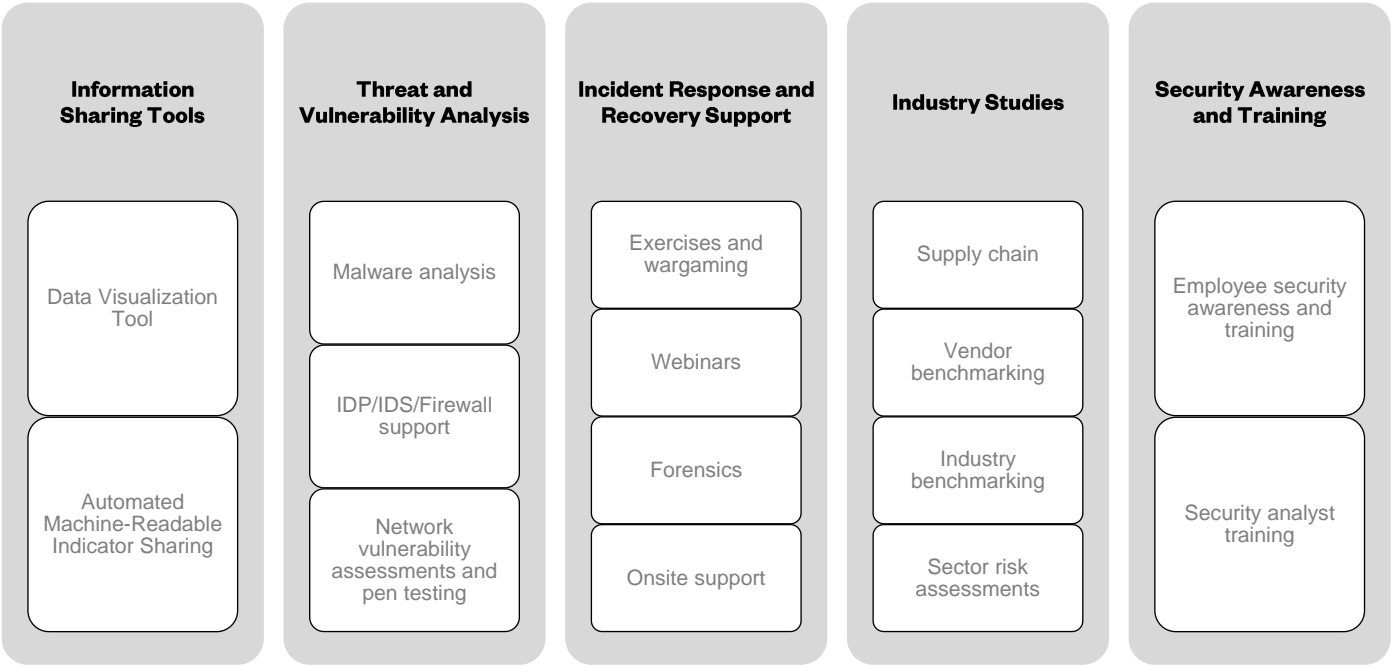 Information
Sharing Tools
Data Visualization
Tool
Automated
Machine-Readable
Indicator Sharing
Threat and
Vulnerability Analysis
Malware analysis
IDP/IDS/Firewall
support
Network
vulnerability
assessments and
pen testing
Incident Response and
Recovery Support
Exercises and
wargaming
Webinars
Forensics
Onsite support
Industry Studies
Supply chain
Vendor
benchmarking
Industry
benchmarking
Sector risk
assessments
Security Awareness
and Training
Employee security
awareness and
training
Security analyst
training